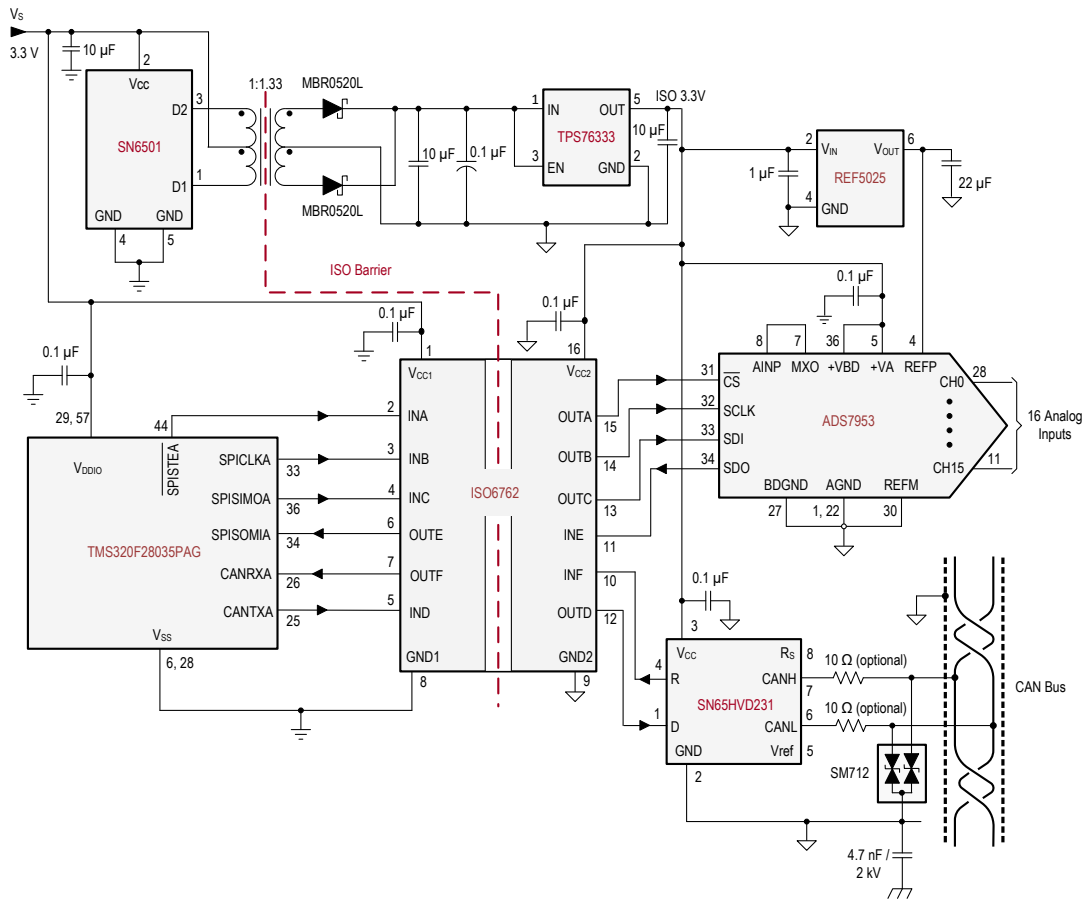 VS
3.3 V
10 µF
2
Vcc
D2
3
SN6501
D1
1
GND
GND
4
5
1:1.33
MBR0520L
MBR0520L
10 µF
0.1 µF
1
IN
OUT
5
TPS76333
3
EN
GND
2
ISO 3.3V
10 µF
2
VIN
VOUT
6
REF5025
1 µF
4
GND
22 µF
ISO Barrier
0.1 µF
0.1 µF
0.1 µF
0.1 µF
29, 57
44
VDDIO
SPISTEA
SPICLKA
33
SPISIMOA
36
SPISOMIA
34
TMS320F28035PAG
CANRXA
26
CANTXA
25
VSS
6, 28
1
VCC1
2
INA
3
INB
4
INC
6
OUTE
7
OUTF
5
IND
GND1
8
ISO6762
16
VCC2
OUTA
15
OUTB
14
OUTC
13
INE
11
INF
10
OUTD
12
GND2
9
8
7
36
5
4
AINP
MXO
+VBD
+VA
REFP
31
CS
32
SCLK
33
SDI
34
SDO
ADS7953
CH0
28
CH15
11
16 Analog
Inputs
BDGND
AGND
REFM
27
1, 22
30
0.1 µF
3
VCC
RS
8
4
R
CANH
7
SN65HVD231
1
D
CANL
6
GND
Vref
5
2
10 Ω (optional)
10 Ω (optional)
SM712
CAN Bus
4.7 nF /
2 kV